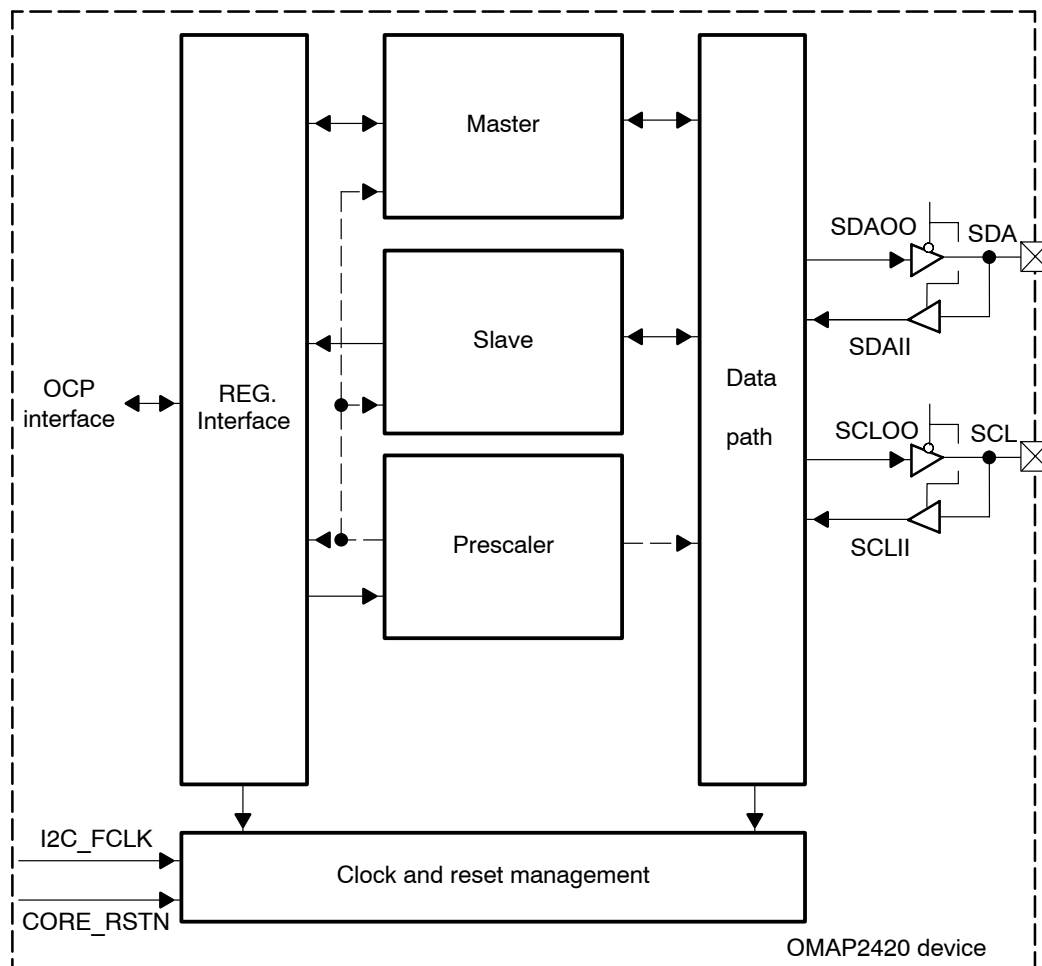 Master
SDAOO
SDA
Slave
SDAII
OCP
interface
REG.
Interface
Data
path
SCLOO
SCL
Prescaler
SCLII
I2C_FCLK
Clock and reset management
CORE_RSTN
OMAP2420 device